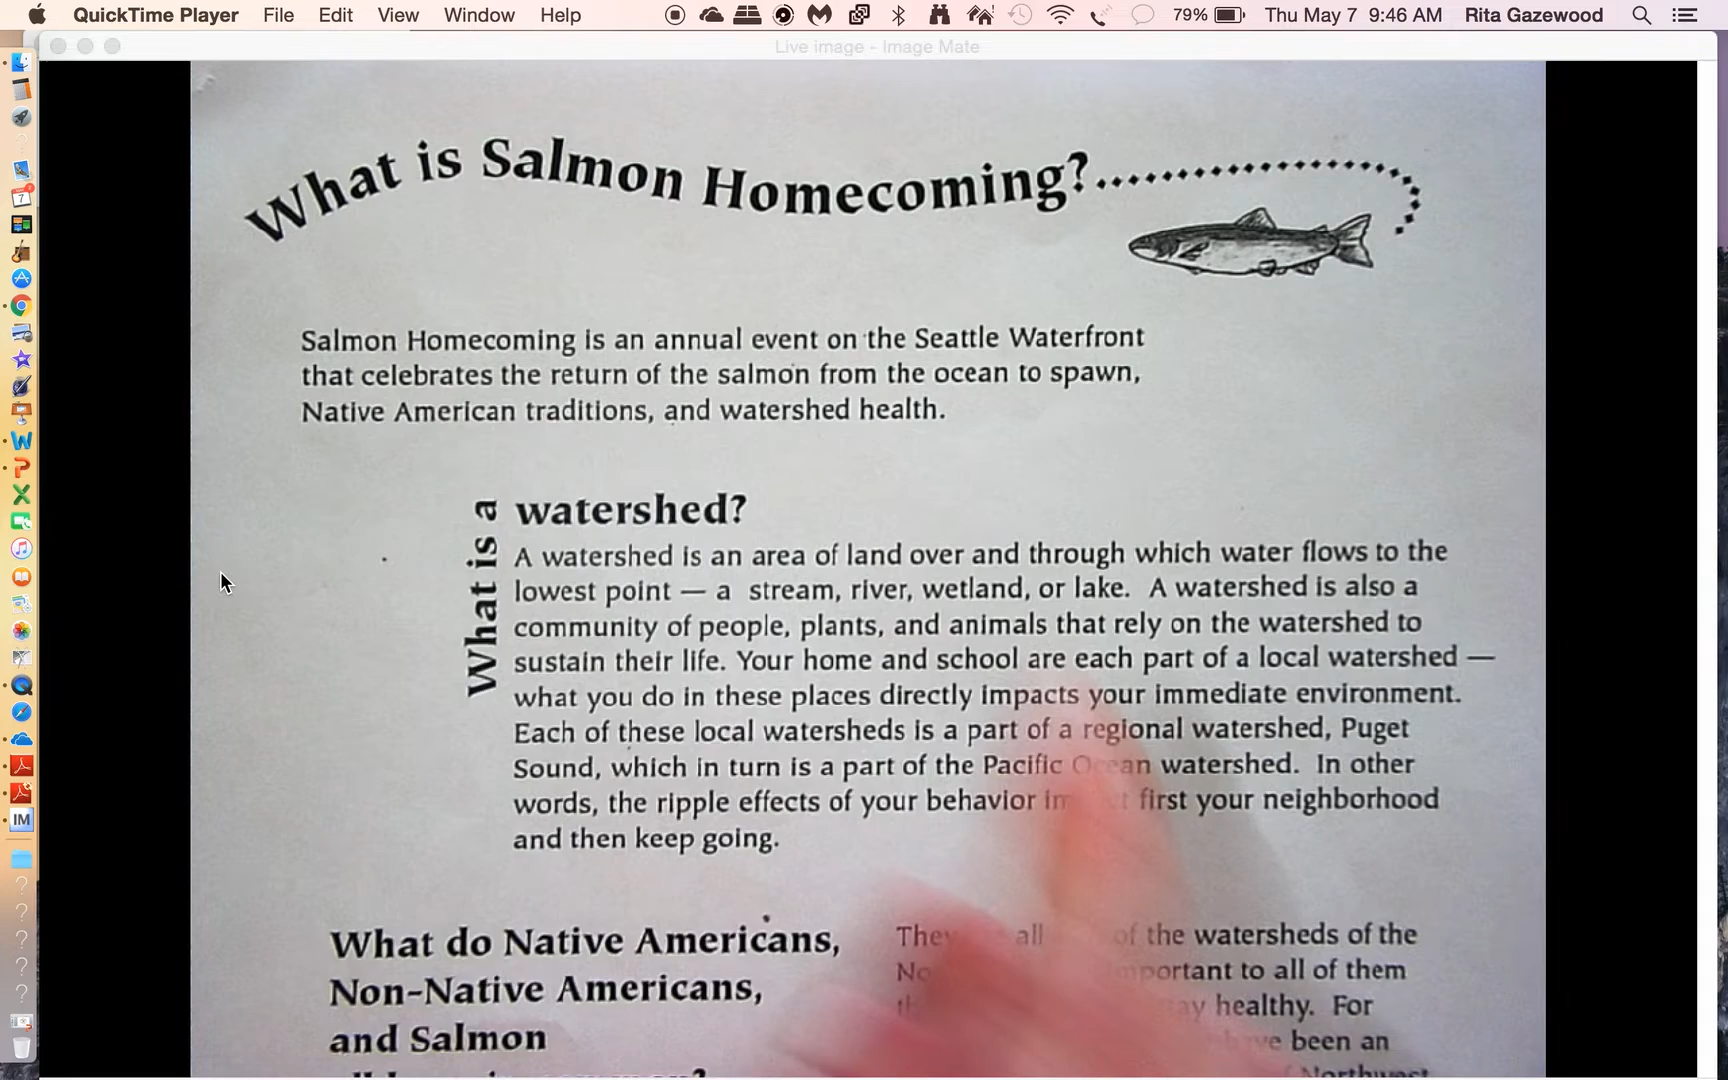 QuickTime Player File Edit View Window Help 79% Thu May 7 9:46 AM Rita Gazewood
Live image - Image Mate
What is Salmon Homecoming?
Salmon Homecoming is an annual event on the Seattle Waterfront
that celebrates the return of the salmon from the ocean to spawn,
Native American traditions, and watershed health.
What is a
watershed?
A watershed is an area of land over and through which water flows to the
lowest point — a stream, river, wetland, or lake. A watershed is also a
community of people, plants, and animals that rely on the watershed to
sustain their life. Your home and school are each part of a local watershed —
what you do in these places directly impacts your immediate environment.
Each of these local watersheds is a part of a regional watershed, Puget
Sound, which in turn is a part of the Pacific Ocean watershed. In other
words, the ripple effects of your behavior first your neighborhood
and then keep going.
What do Native Americans,
Non-Native Americans,
and Salmon
They all of the watersheds of the
important to all of them
stay healthy. For
have been an
Northwest
IM